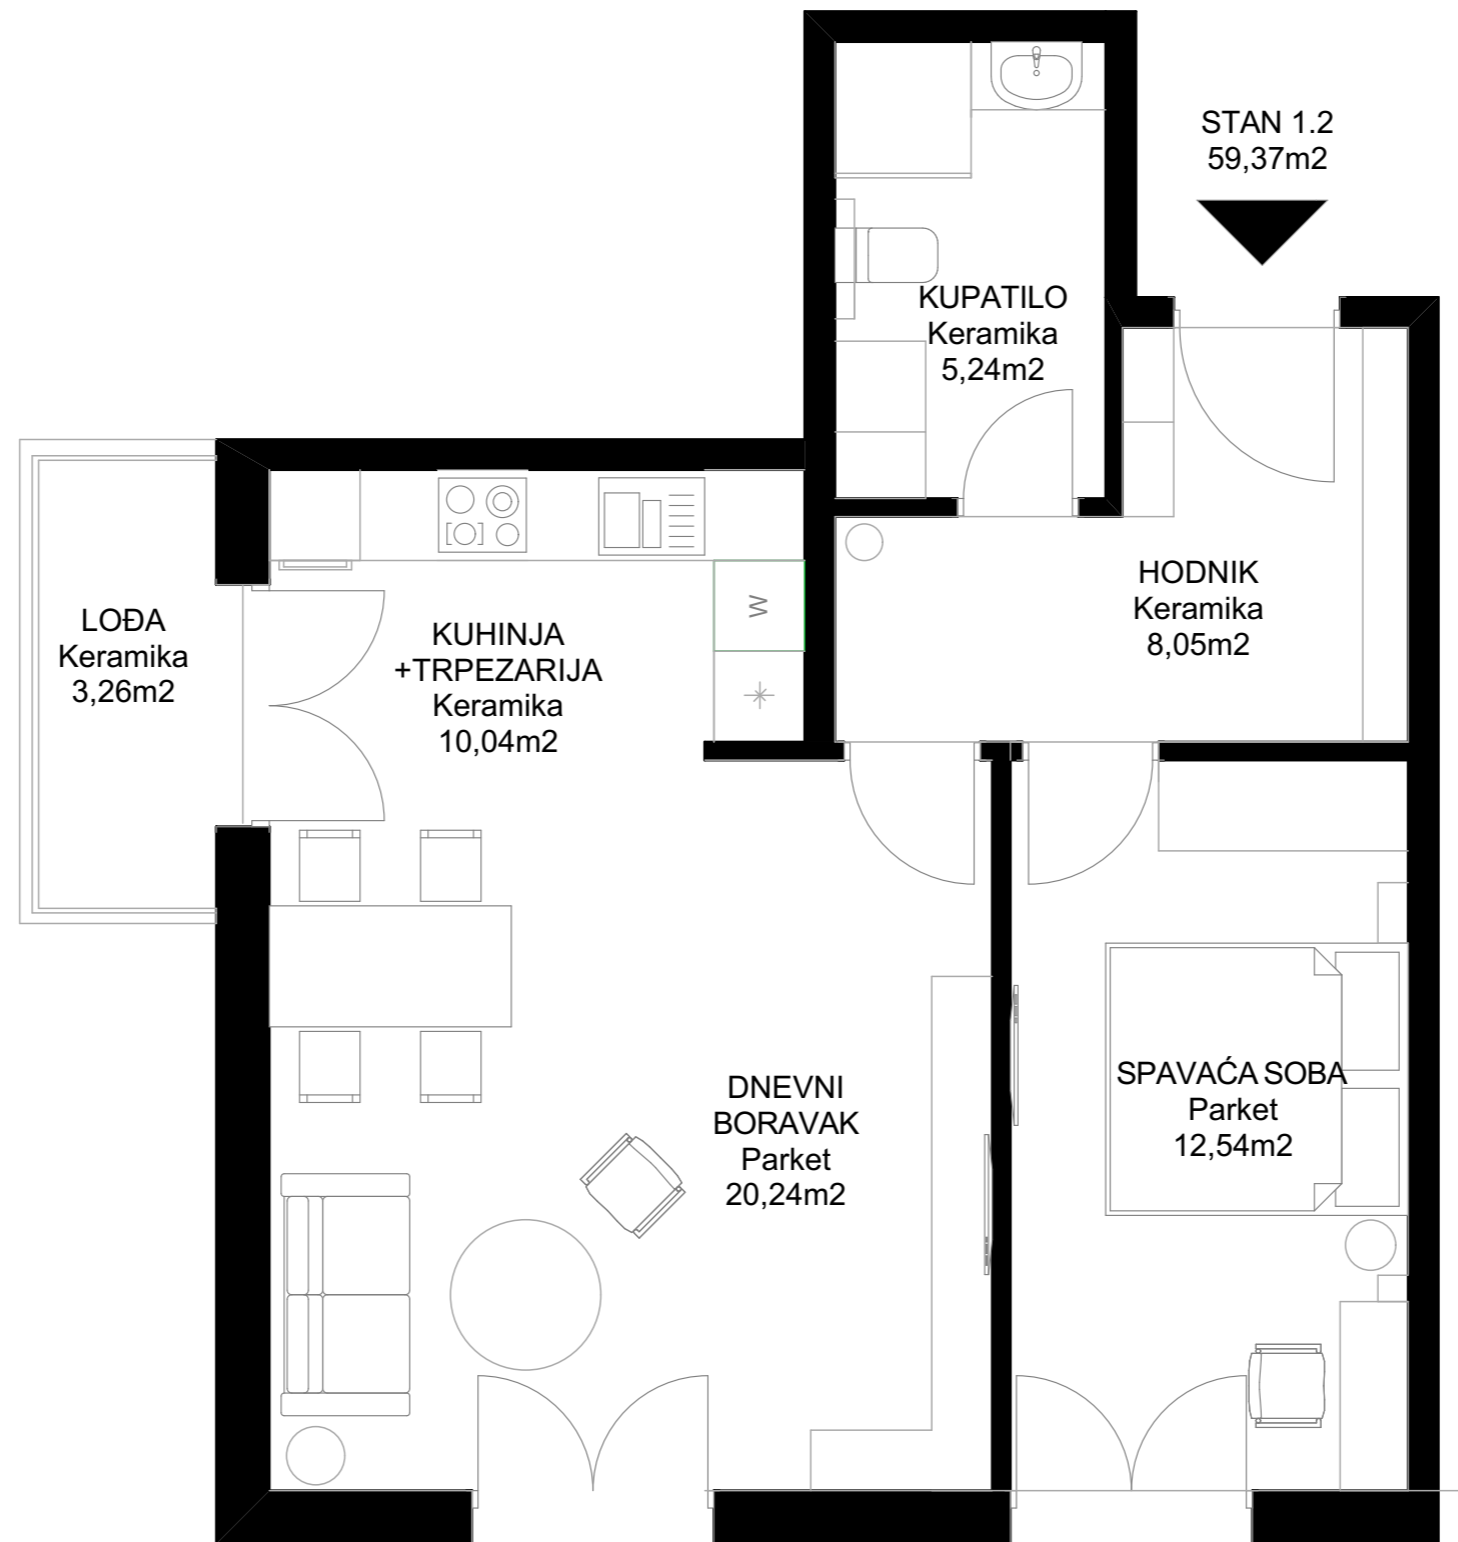 STAN 1.2
59,37m2
KUPATILO
Keramika
5,24m2
HODNIK
Keramika
8,05m2
LOĐA
Keramika
3,26m2
KUHINJA
+TRPEZARIJA
Keramika
10,04m2
W
DNEVNI
BORAVAK
Parket
20,24m2
SPAVAĆA SOBA
Parket
12,54m2